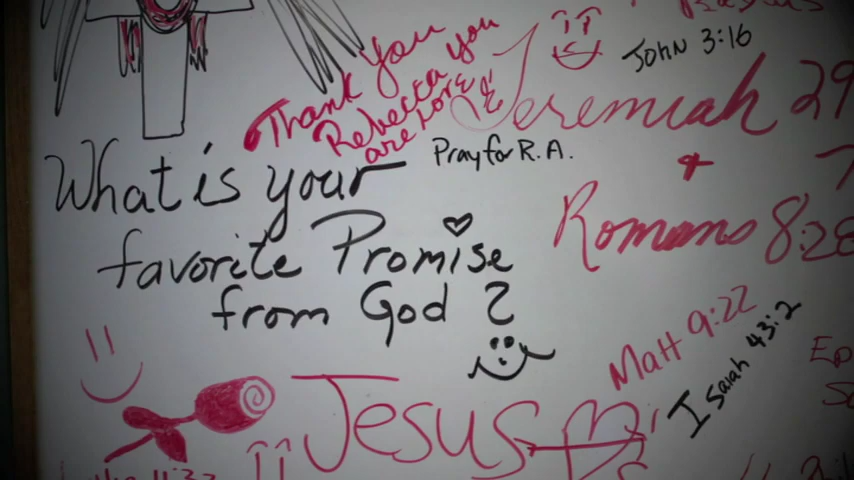 Thank You
Rebecca you
are
John 3:16
Jeremiah 29
+
Romans 8:28
Pray for R.A.
What is your
favorite Promise
from God?
Matt 9:22
Isaiah 43:2
Jesus